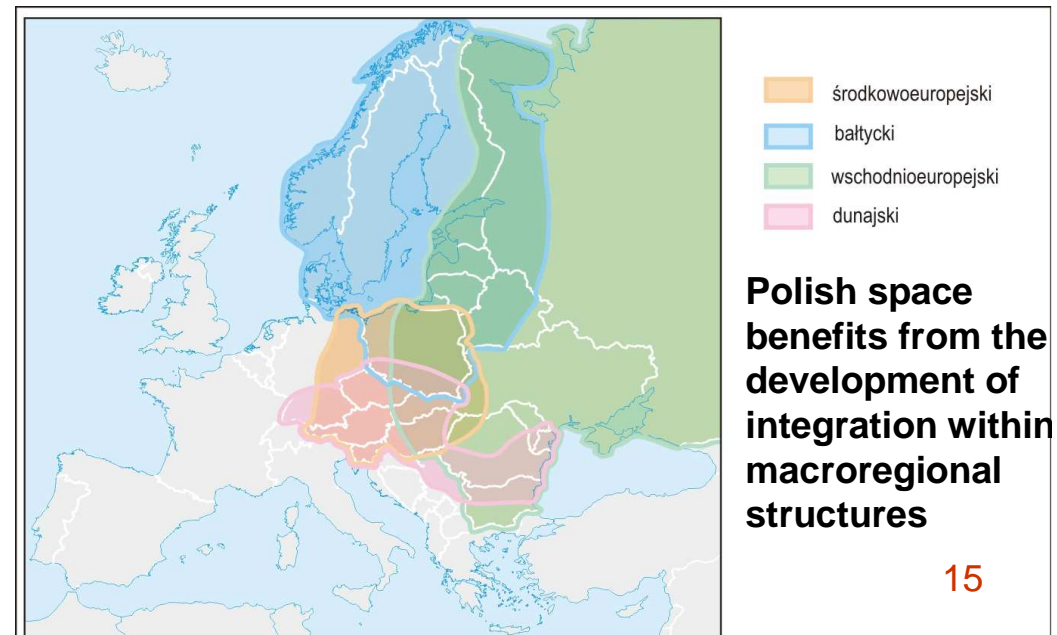 środkowoeuropejski
bałtycki
wschodnioeuropejski
dunajski
Polish space
benefits from the
development of
integration within
macroregional
structures
15